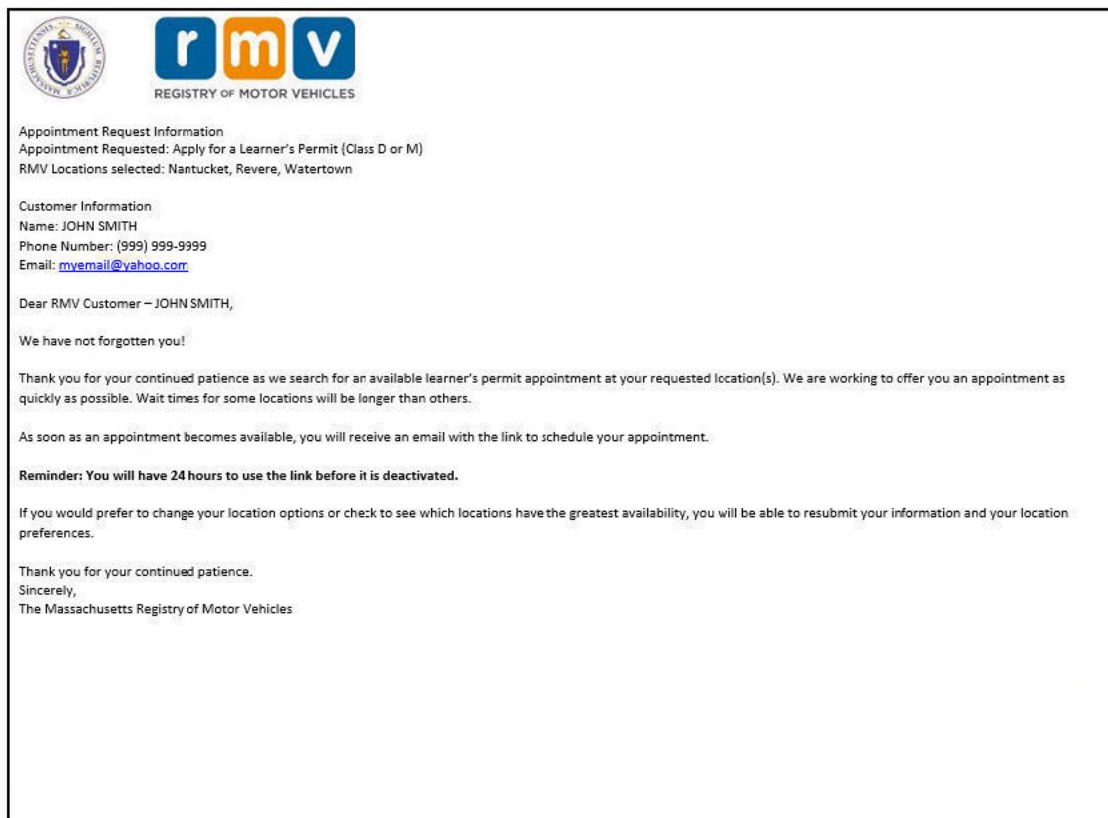 rmv
REGISTRY OF MOTOR VEHICLES
Appointment Request Information
Appointment Requested: Apply for a Learner's Permit (Class D or M)
RMV Locations selected: Nantucket, Revere, Watertown
Customer Information
Name: JOHN SMITH
Phone Number: (999) 999-9999
Email: myemail@yahoo.com
Dear RMV Customer – JOHN SMITH,
We have not forgotten you!
Thank you for your continued patience as we search for an available learner's permit appointment at your requested location(s). We are working to offer you an appointment as
quickly as possible. Wait times for some locations will be longer than others.
As soon as an appointment becomes available, you will receive an email with the link to schedule your appointment.
Reminder: You will have 24 hours to use the link before it is deactivated.
If you would prefer to change your location options or check to see which locations have the greatest availability, you will be able to resubmit your information and your location
preferences.
Thank you for your continued patience.
Sincerely,
The Massachusetts Registry of Motor Vehicles